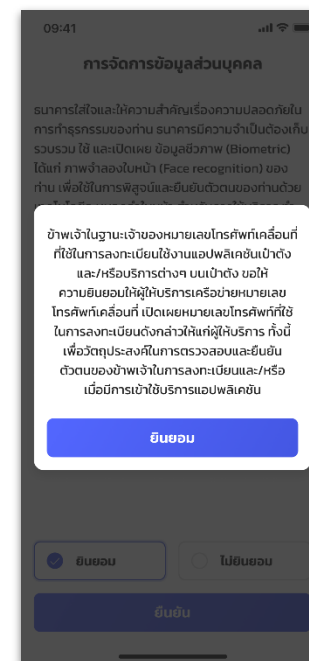 09:41
การจัดการข้อมูลส่วนบุคคล
ธนาคารใส่ใจและให้ความสำคัญเรื่องความปลอดภัยใน
การทำธุรกรรมของท่าน ธนาคารมีความจำเป็นต้องเก็บ
รวบรวม ใช้ และเปิดเผย ข้อมูลชีวภาพ (Biometric)
ได้แก่ ภาพจำลองใบหน้า (Face recognition) ของ
ท่าน เพื่อใช้ในการพิสูจน์และยืนยันตัวตนของท่านด้วย
ข้าพเจ้าในฐานะเจ้าของหมายเลขโทรศัพท์เคลื่อนที่
ที่ใช้ในการลงทะเบียนใช้งานแอปพลิเคชันเป๋าตัง
และ/หรือบริการต่างๆ บนเป๋าตัง ขอให้
ความยินยอมให้ผู้ให้บริการเครือข่ายหมายเลข
โทรศัพท์เคลื่อนที่ เปิดเผยหมายเลขโทรศัพท์ที่ใช้
ในการลงทะเบียนดังกล่าวให้แก่ผู้ให้บริการ ทั้งนี้
เพื่อวัตถุประสงค์ในการตรวจสอบและยืนยัน
ตัวตนของข้าพเจ้าในการลงทะเบียนและ/หรือ
เมื่อมีการเข้าใช้บริการแอปพลิเคชัน
ยินยอม
ยินยอม
ไม่ยินยอม
ยืนยัน